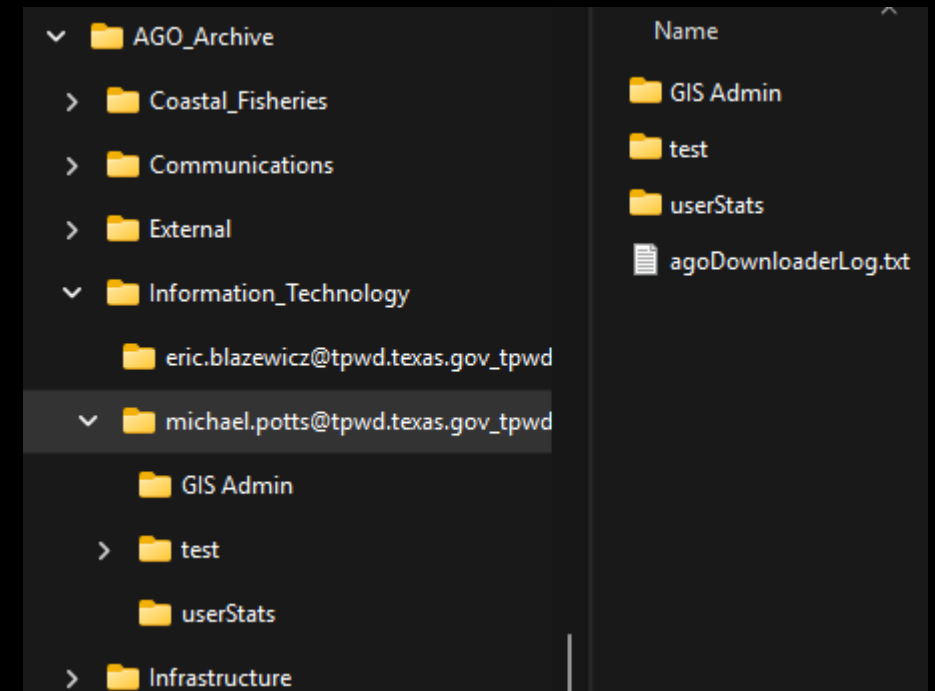 AGO_Archive
Coastal_Fisheries
Communications
External
Information_Technology
eric.blazewicz@tpwd.texas.gov_tpwd
michael.potts@tpwd.texas.gov_tpwd
GIS Admin
test
userStats
Infrastructure
Name
GIS Admin
test
userStats
agoDownloaderLog.txt